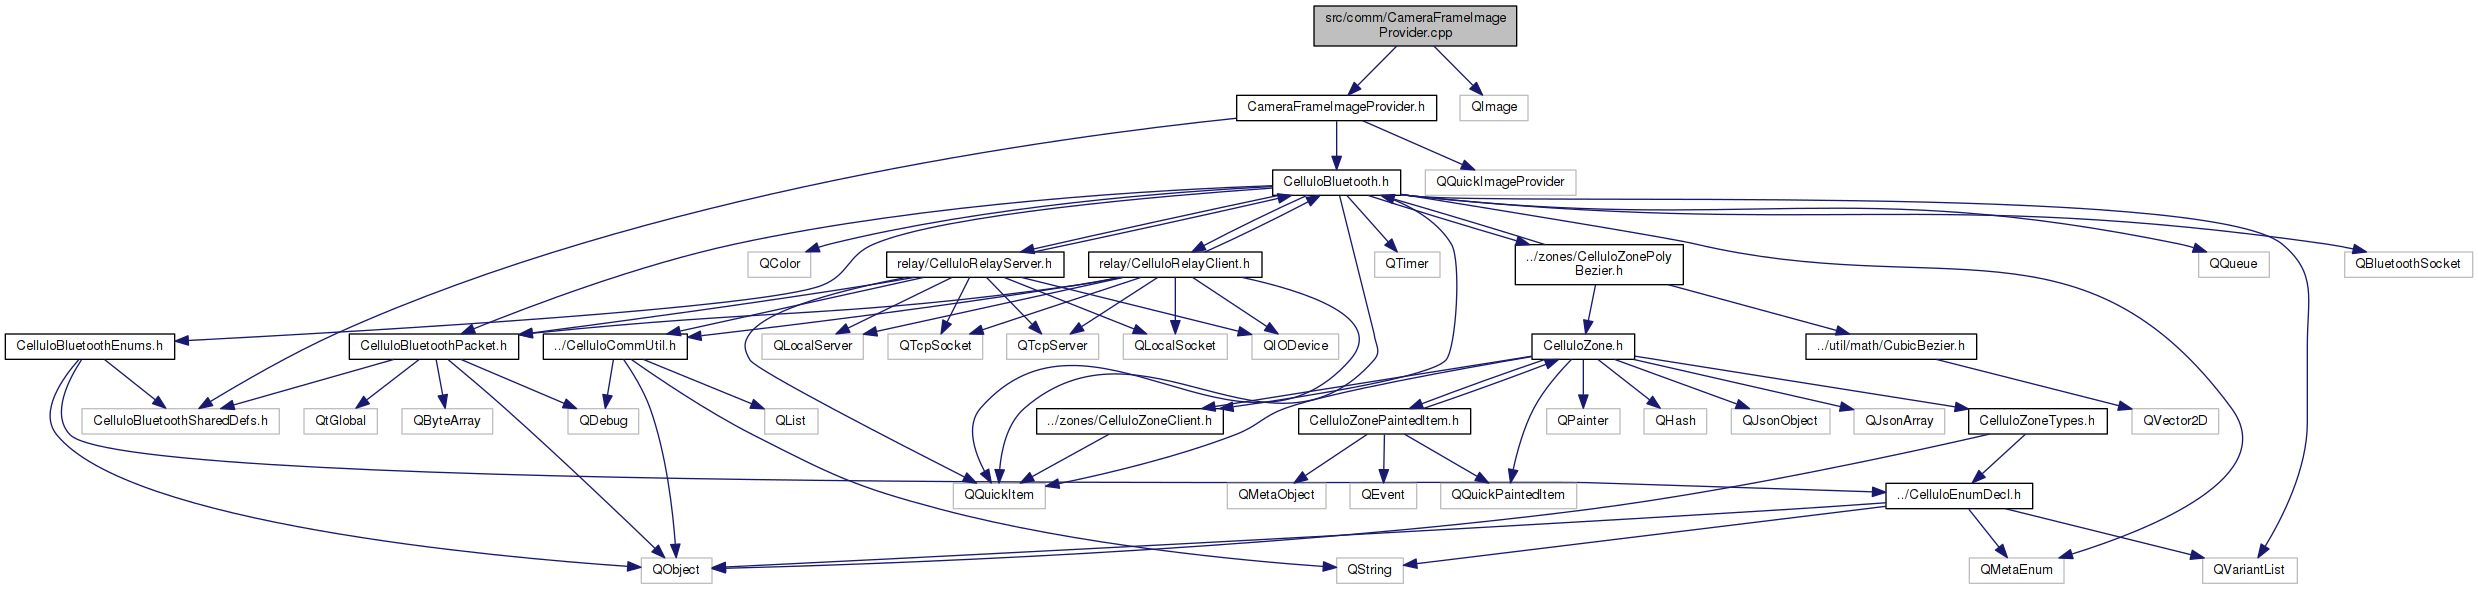 src/comm/CameraFrameImage
Provider.cpp
CameraFrameImageProvider.h
QImage
CelluloBluetooth.h
QQuickImageProvider
QColor
relay/CelluloRelayServer.h
relay/CelluloRelayClient.h
QTimer
../zones/CelluloZonePoly
Bezier.h
QQueue
QBluetoothSocket
CelluloBluetoothEnums.h
CelluloBluetoothPacket.h
../CelluloCommUtil.h
QLocalServer
QTcpSocket
QTcpServer
QLocalSocket
QIODevice
CelluloZone.h
../util/math/CubicBezier.h
CelluloBluetoothSharedDefs.h
QtGlobal
QByteArray
QDebug
QList
../zones/CelluloZoneClient.h
CelluloZonePaintedItem.h
QPainter
QHash
QJsonObject
QJsonArray
CelluloZoneTypes.h
QVector2D
QQuickItem
QMetaObject
QEvent
QQuickPaintedItem
../CelluloEnumDecl.h
QObject
QString
QMetaEnum
QVariantList